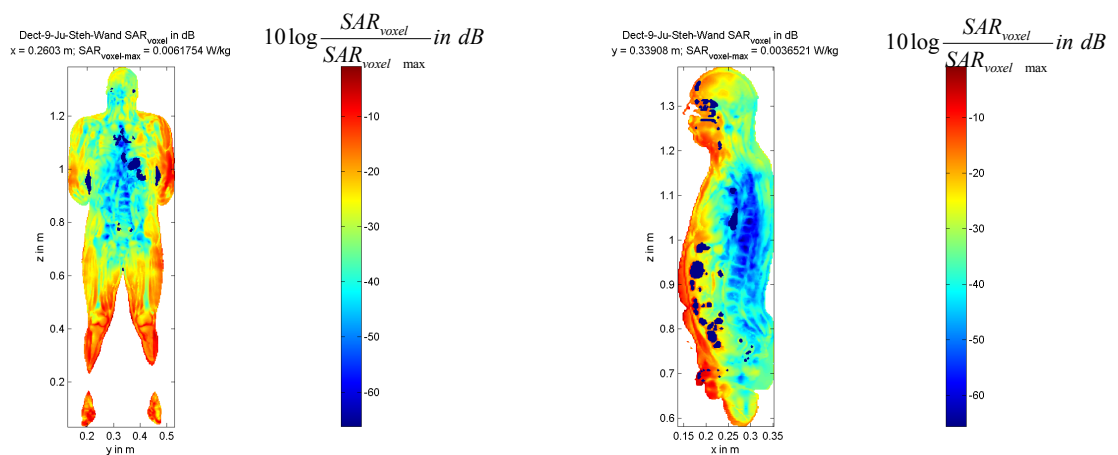 Dect-9-Ju-Steh-Wand SAR_voxel in dB
x = 0.2603 m; SAR_voxel-max = 0.0061754 W/kg
10 log SAR_voxel / SAR_voxel max in dB
z in m
1.2
1
0.8
0.6
0.4
0.2
0.2 0.3 0.4 0.5
y in m
-10
-20
-30
-40
-50
-60
Dect-9-Ju-Steh-Wand SAR_voxel in dB
y = 0.33908 m; SAR_voxel-max = 0.0036521 W/kg
10 log SAR_voxel / SAR_voxel max in dB
z in m
1.3
1.2
1.1
1
0.9
0.8
0.7
0.6
0.15 0.2 0.25 0.3 0.35
x in m
-10
-20
-30
-40
-50
-60